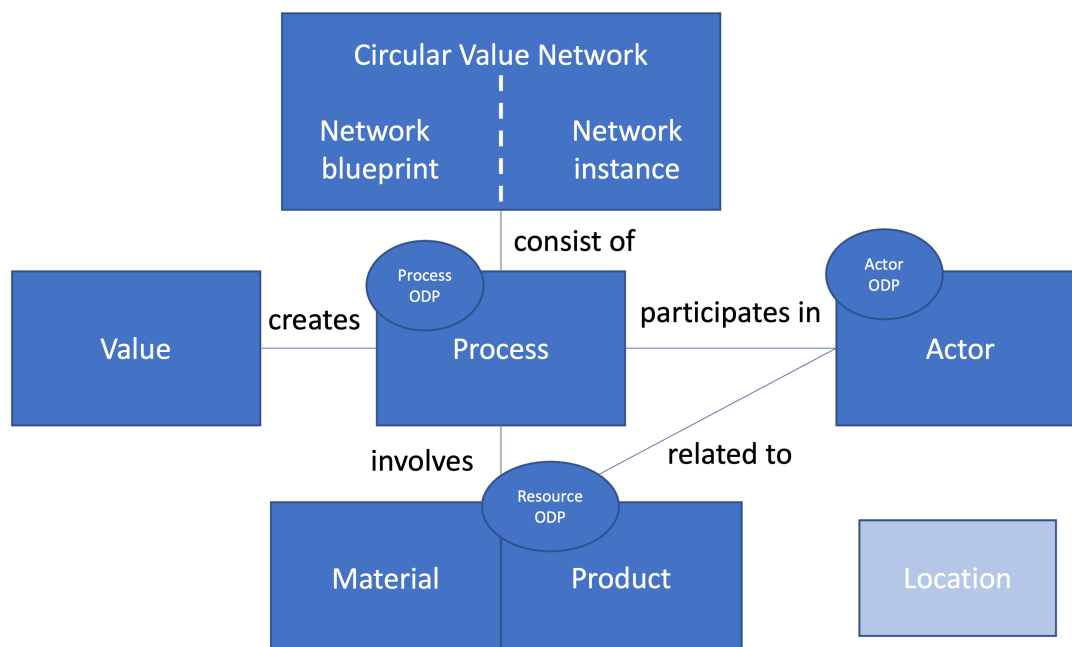 Circular Value Network
Network
blueprint
Network
instance
consist of
Process
ODP
Actor
ODP
creates
participates in
Value
Process
Actor
involves
related to
Resource
ODP
Material
Product
Location